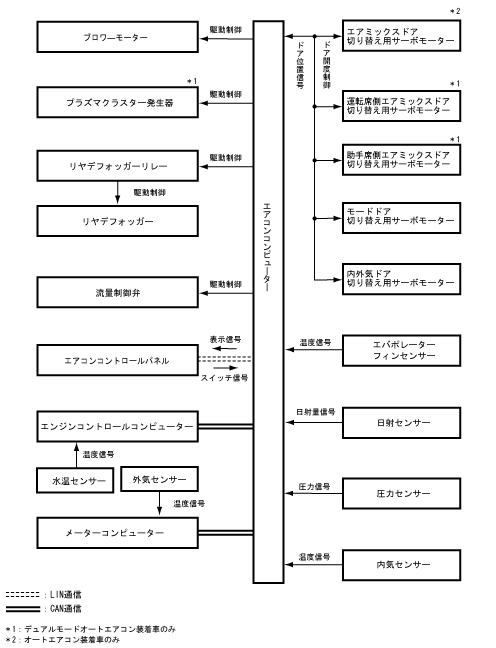 ＊2
ブロワーモーター
駆動制御
エアミックスドア
切り替え用サーボモーター
ドア位置信号
ドア開度制御
＊1
プラズマクラスター発生器
駆動制御
＊1
運転席側エアミックスドア
切り替え用サーボモーター
＊1
リヤデフォッガーリレー
駆動制御
助手席側エアミックスドア
切り替え用サーボモーター
駆動制御
リヤデフォッガー
エアコンコンピューター
モードドア
切り替え用サーボモーター
流量制御弁
駆動制御
内外気ドア
切り替え用サーボモーター
表示信号
エアコンコントロールパネル
スイッチ信号
温度信号
エバポレーター
フィンセンサー
エンジンコントロールコンピューター
日射量信号
日射センサー
温度信号
水温センサー
外気センサー
温度信号
圧力信号
圧力センサー
メーターコンピューター
温度信号
内気センサー
：LIN通信
：CAN通信
＊1：デュアルモードオートエアコン装着車のみ
＊2：オートエアコン装着車のみ